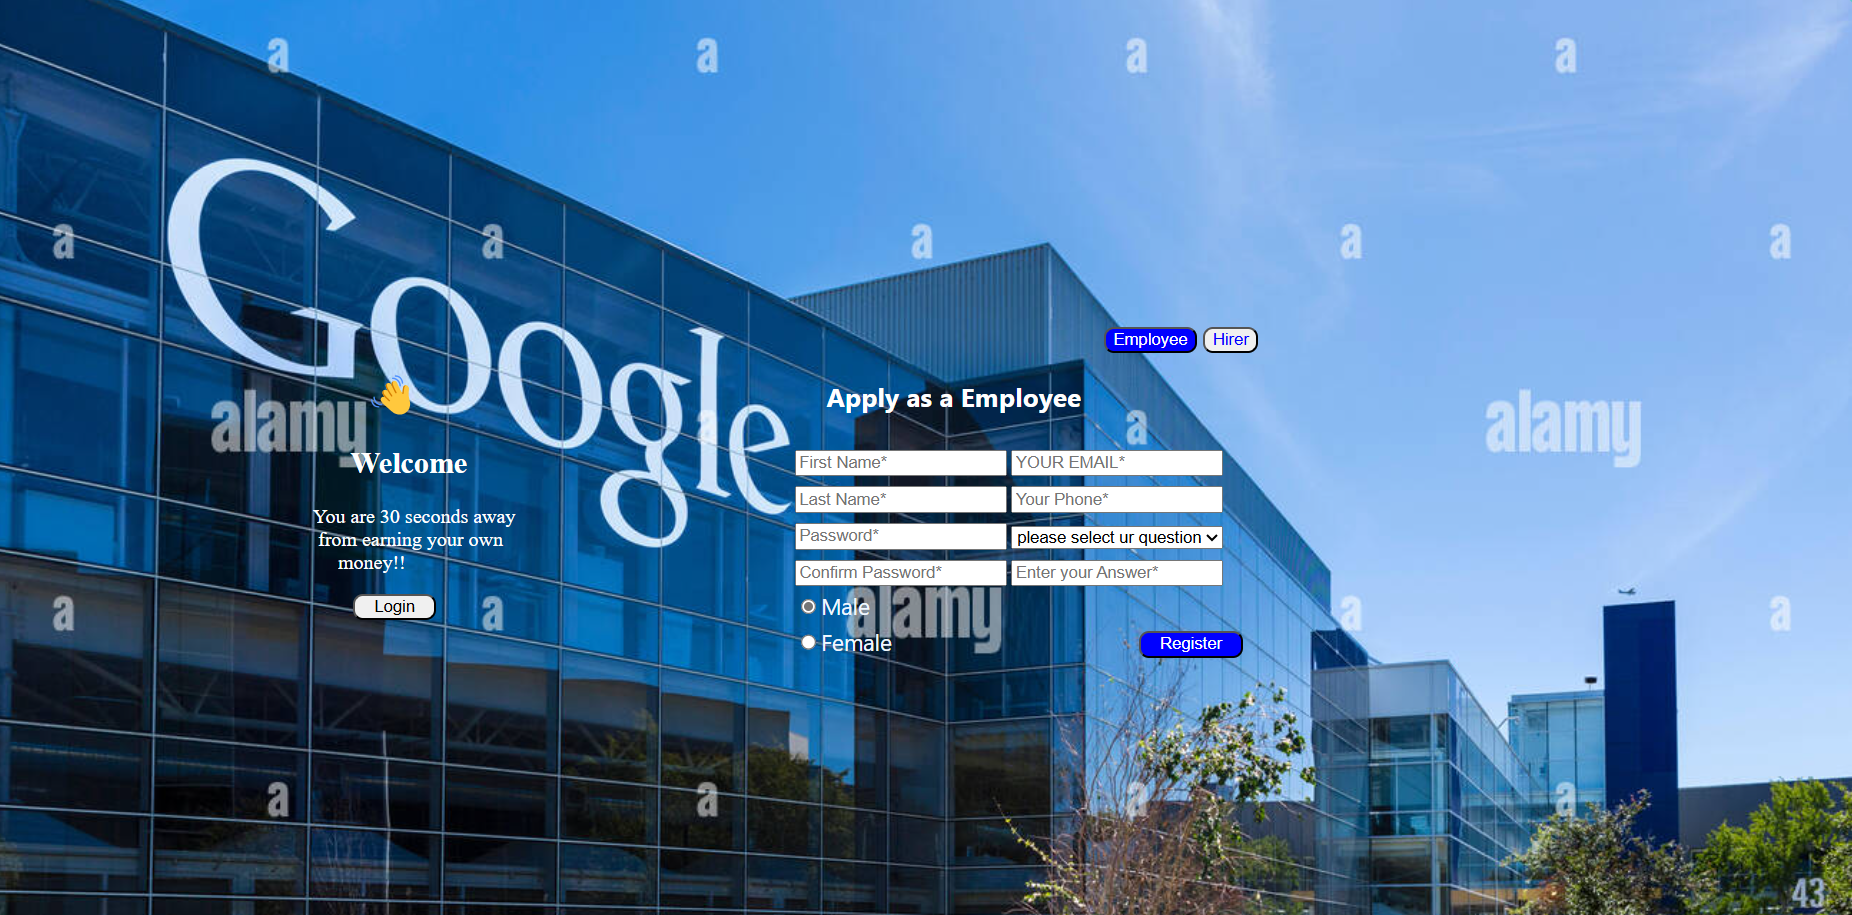 Google
a a a a
a a a a a
Employee Hirer
alamy
alamy
a a
Welcome
You are 30 seconds away
from earning your own
money!!
Login
Apply as a Employee
First Name* YOUR EMAIL*
Last Name* Your Phone*
Password* please select ur question
Confirm Password* Enter your Answer*
Male
Female
Register
alamy
a a a a
a a a a
43